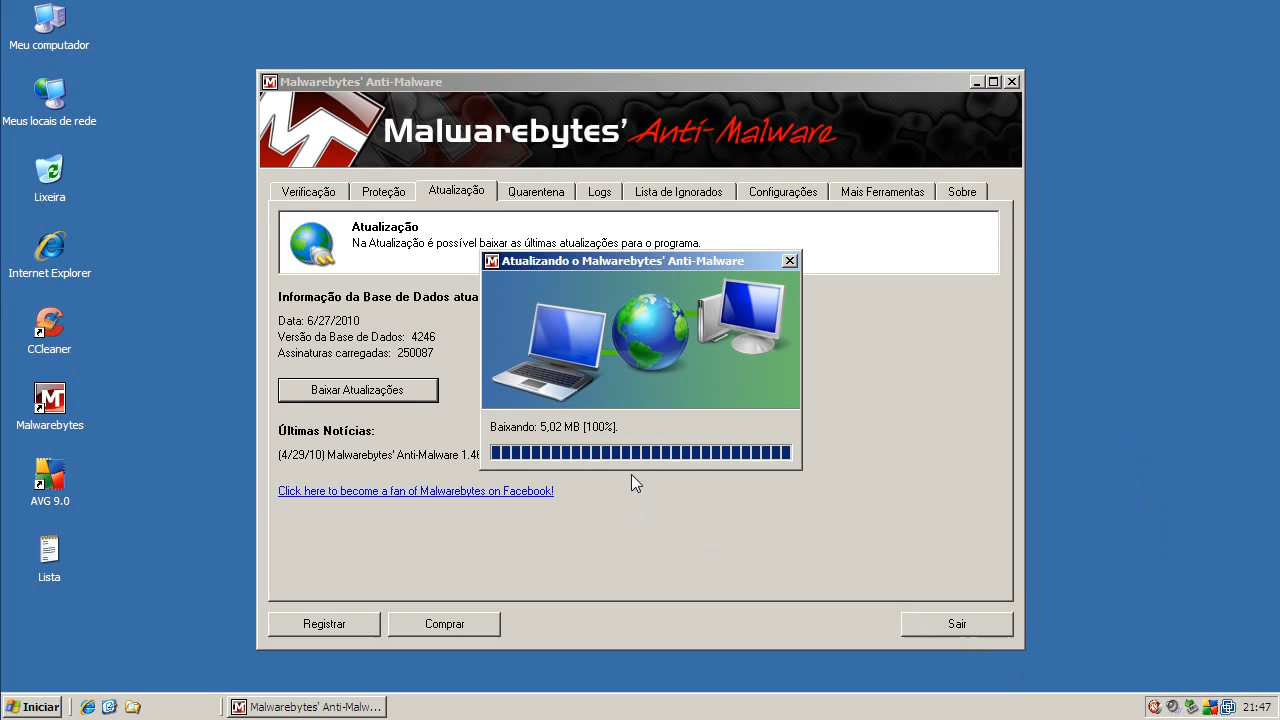 Meu computador
Meus locais de rede
Lixeira
Internet Explorer
CCleaner
Malwarebytes
AVG 9.0
Lista
Malwarebytes' Anti-Malware
Malwarebytes' Anti-Malware
Verificação Proteção Atualização Quarentena Logs Lista de Ignorados Configurações Mais Ferramentas Sobre
Atualização
Na Atualização é possível baixar as últimas atualizações para o programa.
Atualizando o Malwarebytes' Anti-Malware
Informação da Base de Dados atua
Data: 6/27/2010
Versão da Base de Dados: 4246
Assinaturas carregadas: 250087
Baixar Atualizações
Baixando: 5,02 MB [100%].
Últimas Notícias:
(4/29/10) Malwarebytes' Anti-Malware 1.46
Click here to become a fan of Malwarebytes on Facebook!
Registrar Comprar Sair
Iniciar Malwarebytes' Anti-Malw... 21:47